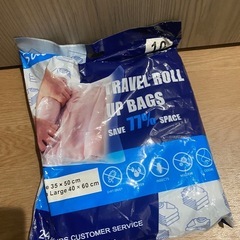 10
TRAVEL ROLL
UP BAGS
SAVE 77% SPACE
35 × 50 cm
Large 40 × 60 cm
CUSTOMER SERVICE